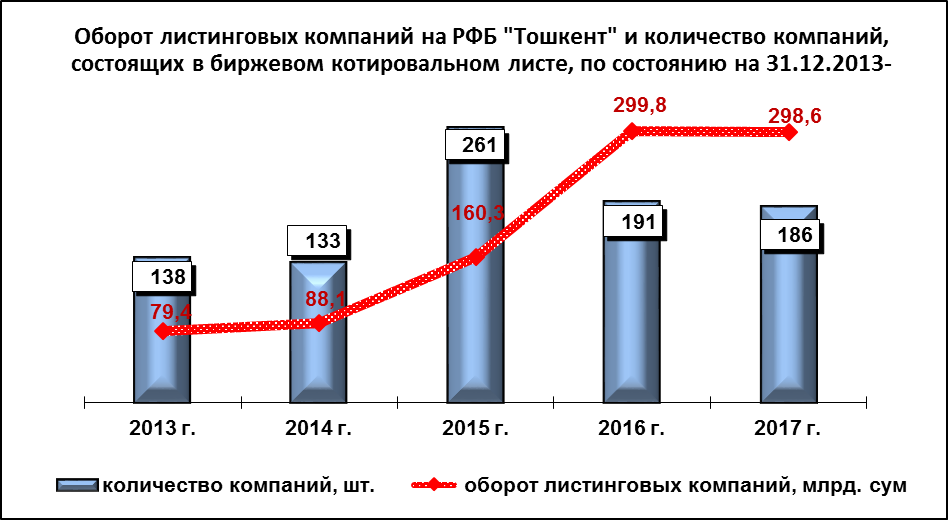 Оборот листинговых компаний на РФБ "Тошкент" и количество компаний,
состоящих в биржевом котировальном листе, по состоянию на 31.12.2013-
299,8
298,6
261
160,3
191
186
133
138
88,1
79,4
2013 г. 2014 г. 2015 г. 2016 г. 2017 г.
количество компаний, шт. оборот листинговых компаний, млрд. сум